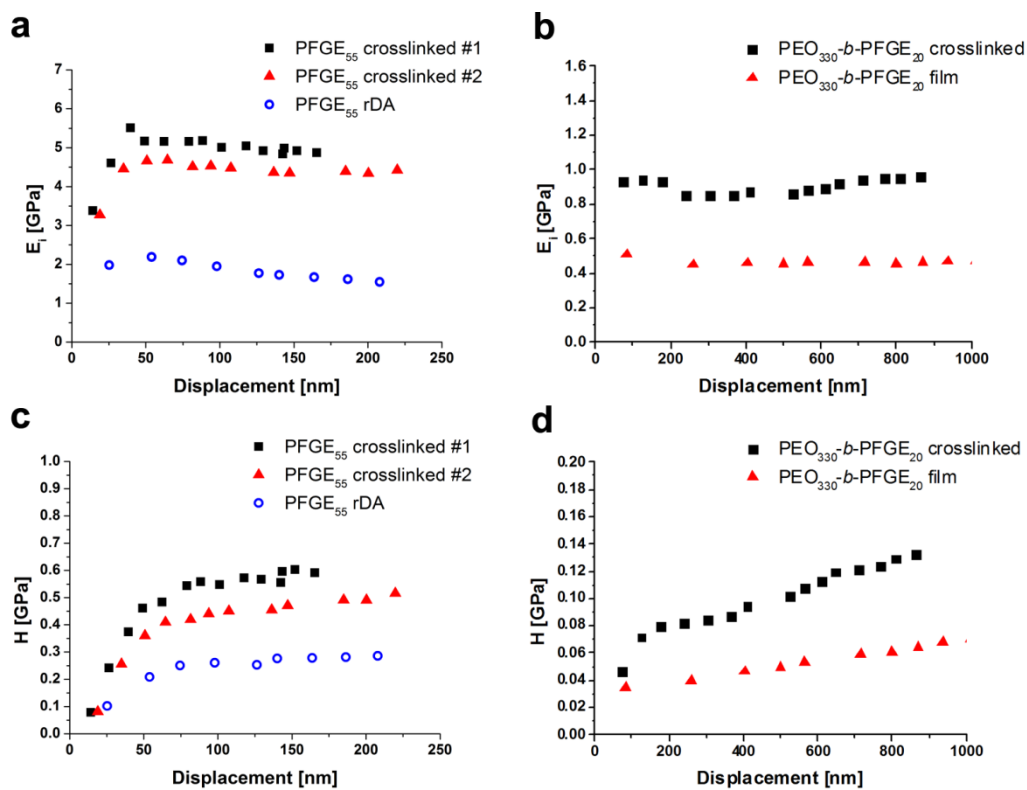 a
PFGE55 crosslinked #1
PFGE55 crosslinked #2
PFGE55 rDA
7
6
5
4
3
2
1
0
Ei [GPa]
0 50 100 150 200 250
Displacement [nm]
b
PEO330-b-PFGE20 crosslinked
PEO330-b-PFGE20 film
1.6
1.4
1.2
1.0
0.8
0.6
0.4
0.2
0.0
Ei [GPa]
0 200 400 600 800 1000
Displacement [nm]
c
PFGE55 crosslinked #1
PFGE55 crosslinked #2
PFGE55 rDA
1.0
0.9
0.8
0.7
0.6
0.5
0.4
0.3
0.2
0.1
0.0
H [GPa]
0 50 100 150 200 250
Displacement [nm]
d
PEO330-b-PFGE20 crosslinked
PEO330-b-PFGE20 film
0.20
0.18
0.16
0.14
0.12
0.10
0.08
0.06
0.04
0.02
0.00
H [GPa]
0 200 400 600 800 1000
Displacement [nm]